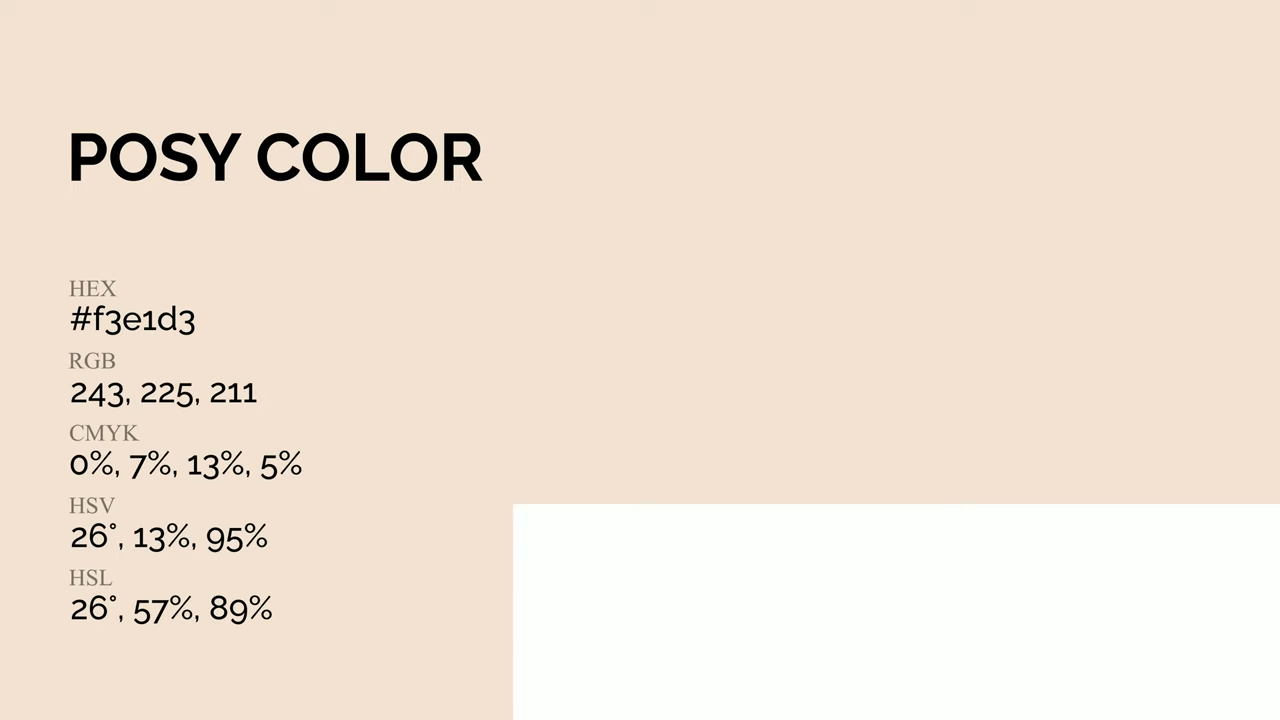 POSY COLOR
HEX
#f3e1d3
RGB
243, 225, 211
CMYK
0%, 7%, 13%, 5%
HSV
26°, 13%, 95%
HSL
26°, 57%, 89%